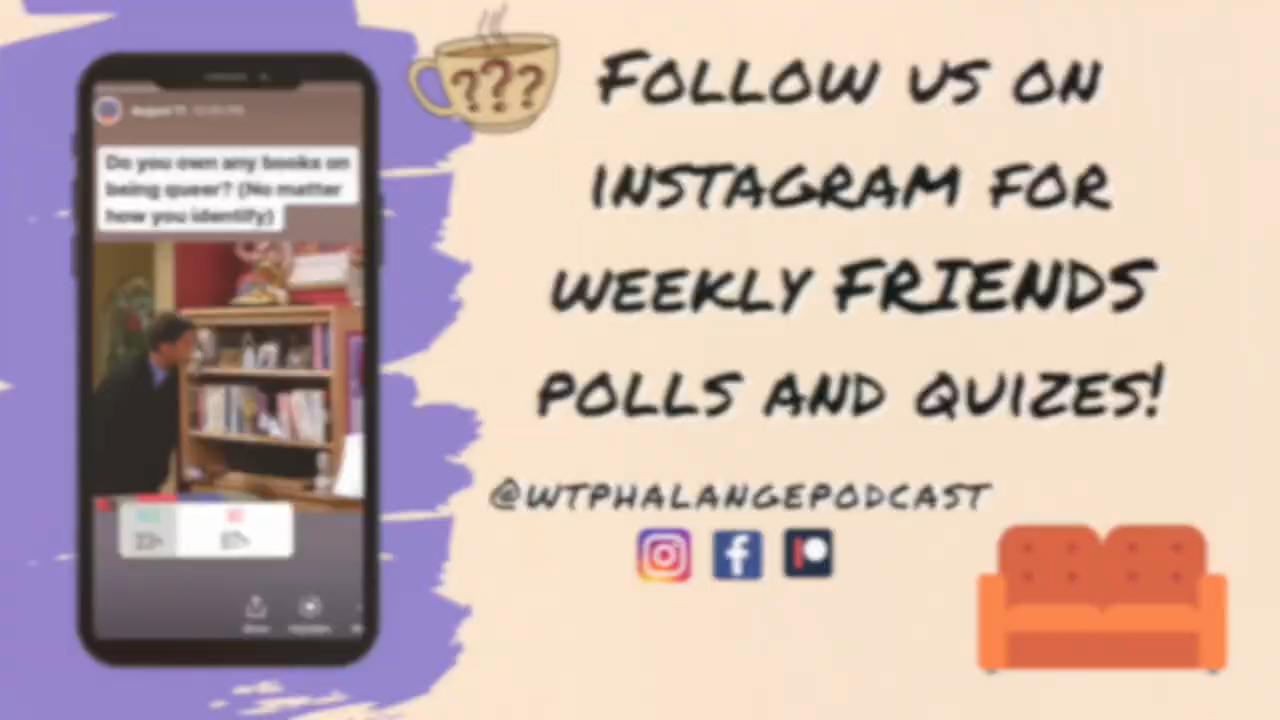 ???
FOLLOW US ON
INSTAGRAM FOR
WEEKLY FRIENDS
POLLS AND QUIZES!
@WTPHALANGEPODCAST
Do you own any books on
being queer? (No matter
how you identify)